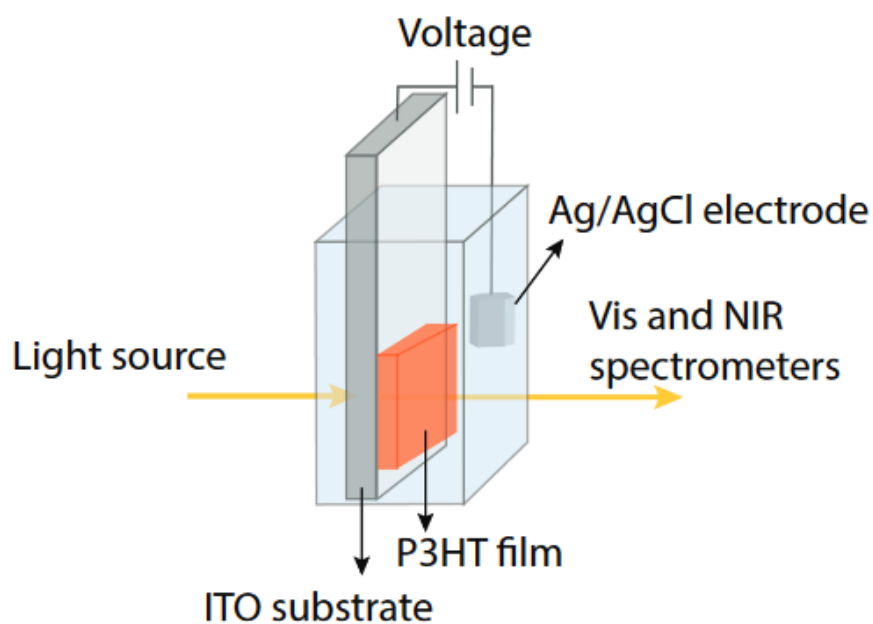 Voltage
Ag/AgCl electrode
Vis and NIR
spectrometers
Light source
P3HT film
ITO substrate